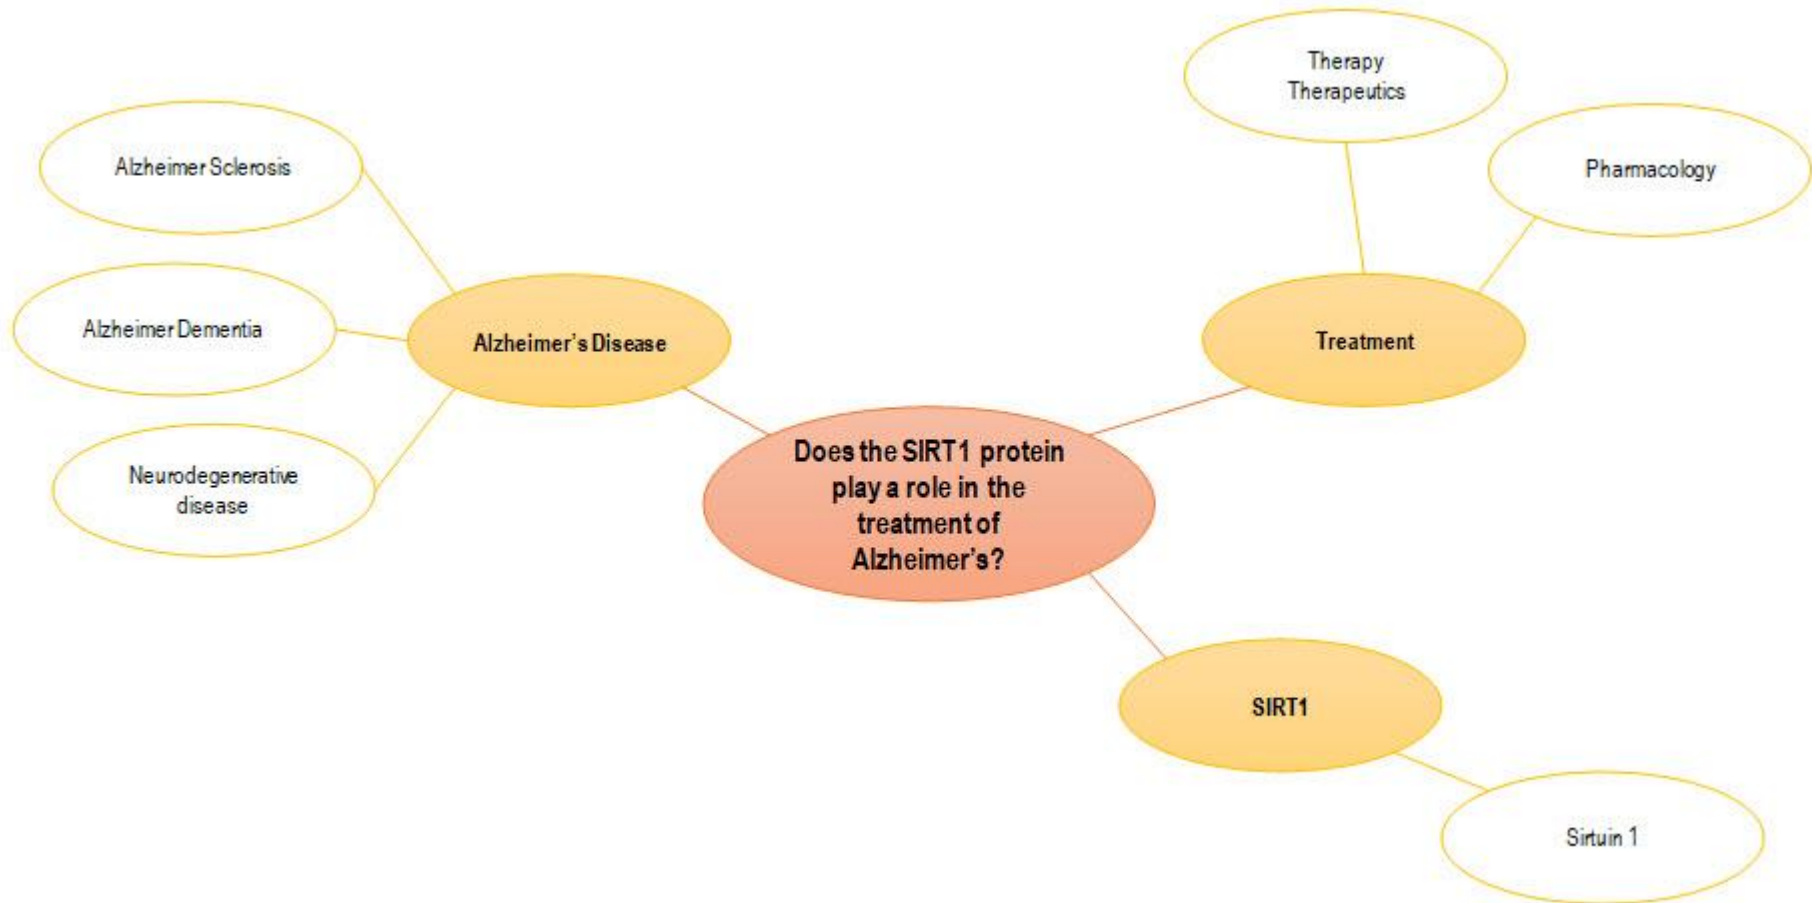 Therapy
Therapeutics
Pharmacology
Alzheimer Sclerosis
Alzheimer Dementia
Alzheimer’s Disease
Treatment
Neurodegenerative
disease
Does the SIRT1 protein
play a role in the
treatment of
Alzheimer’s?
SIRT1
Sirtuin 1